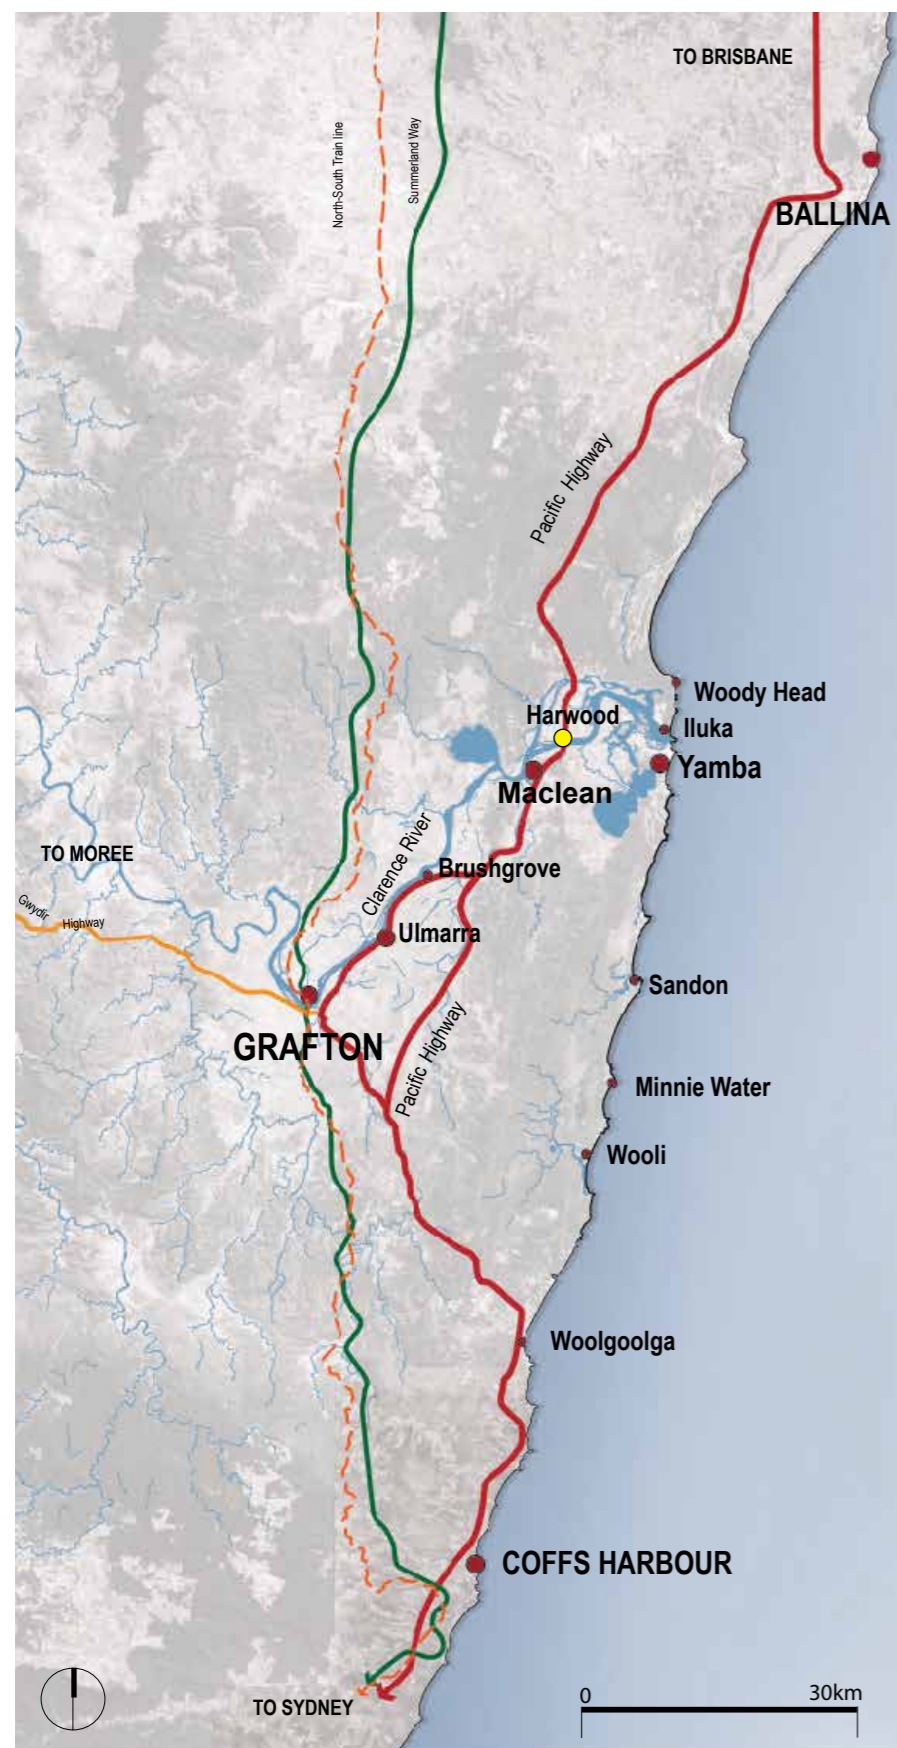 TO BRISBANE
North-South Train line
Summerland Way
BALLINA
Pacific Highway
Woody Head
Harwood
Iluka
Yamba
Maclean
Clarence River
TO MOREE
Brushgrove
Gwydir Highway
Ulmarra
Sandon
GRAFTON
Pacific Highway
Minnie Water
Wooli
Woolgoolga
COFFS HARBOUR
TO SYDNEY
0 30km